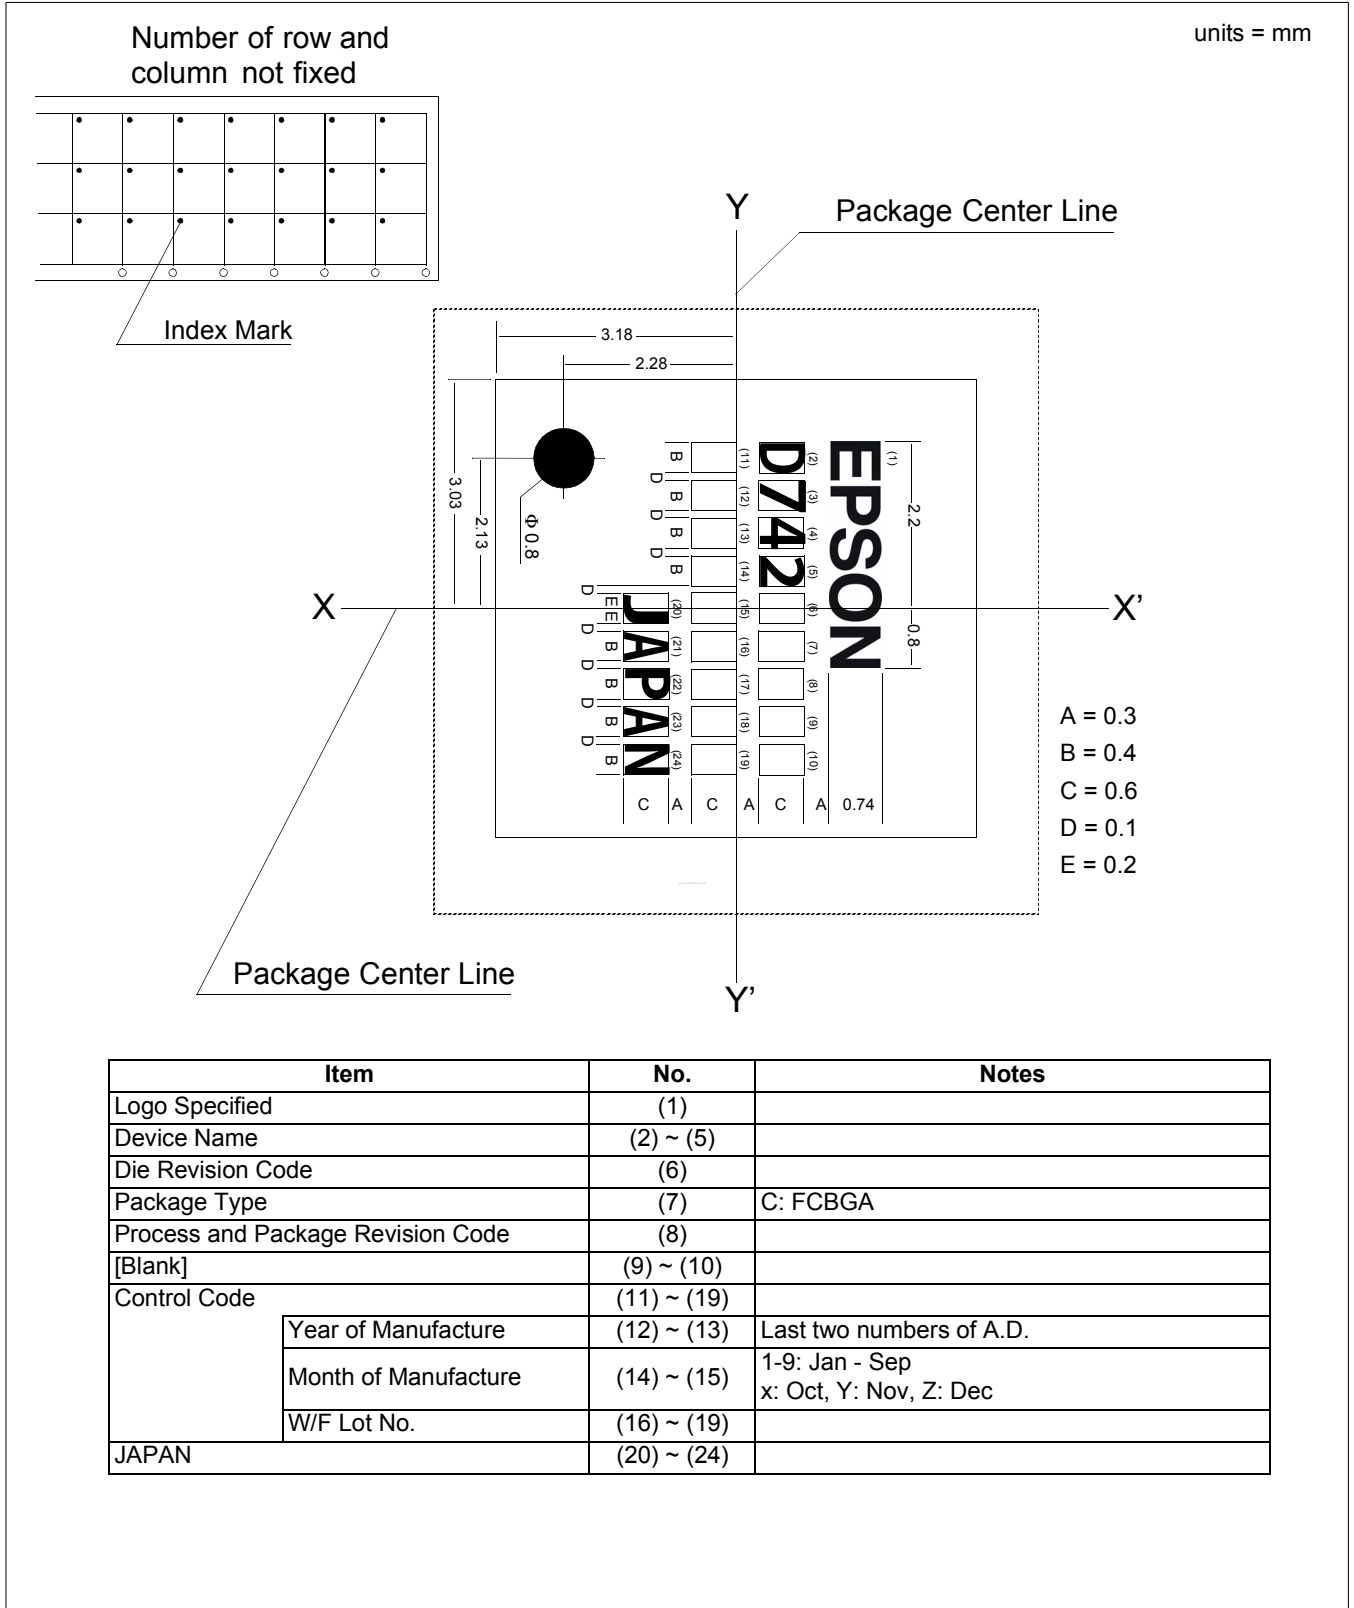 Number of row and
column not fixed
units = mm
Y
Package Center Line
Index Mark
3.18
2.28
3.03
2.13
Φ 0.8
B
D
B
D
B
D
B
D
E
E
D
B
D
B
D
B
D
B
(11)
(12)
(13)
(14)
(15)
(16)
(17)
(18)
(19)
D742
(2)
(3)
(4)
(5)
(6)
(7)
(8)
(9)
(10)
EPSON
(1)
2.2
0.8
JAPAN
(20)
(21)
(22)
(23)
(24)
X
X’
C A C A C A 0.74
A = 0.3
B = 0.4
C = 0.6
D = 0.1
E = 0.2
Package Center Line
Y’
Item No. Notes
Logo Specified (1)
Device Name (2) ~ (5)
Die Revision Code (6)
Package Type (7) C: FCBGA
Process and Package Revision Code (8)
[Blank] (9) ~ (10)
Control Code (11) ~ (19)
Year of Manufacture (12) ~ (13) Last two numbers of A.D.
Month of Manufacture (14) ~ (15) 1-9: Jan - Sep
x: Oct, Y: Nov, Z: Dec
W/F Lot No. (16) ~ (19)
JAPAN (20) ~ (24)